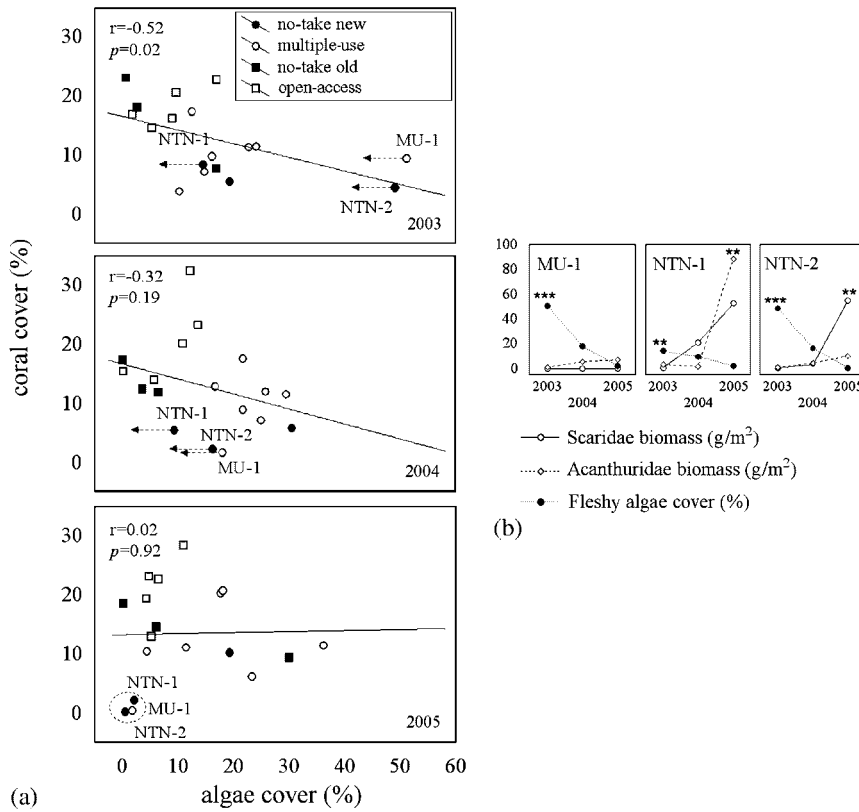 35
30
20
10
0
r=-0.52
p=0.02
no-take new
multiple-use
no-take old
open-access
NTN-1
MU-1
NTN-2
2003
30
20
10
0
r=-0.32
p=0.19
NTN-1
NTN-2
MU-1
2004
30
20
10
0
r=0.02
p=0.92
NTN-1
MU-1
NTN-2
2005
0 10 20 30 40 50 60
coral cover (%)
algae cover (%)
(a)
100
80
60
40
20
0
MU-1
NTN-1
NTN-2
***
**
**
***
**
2003 2005 2003 2005 2003 2005
2004 2004 2004
Scaridae biomass (g/m²)
Acanthuridae biomass (g/m²)
Fleshy algae cover (%)
(b)